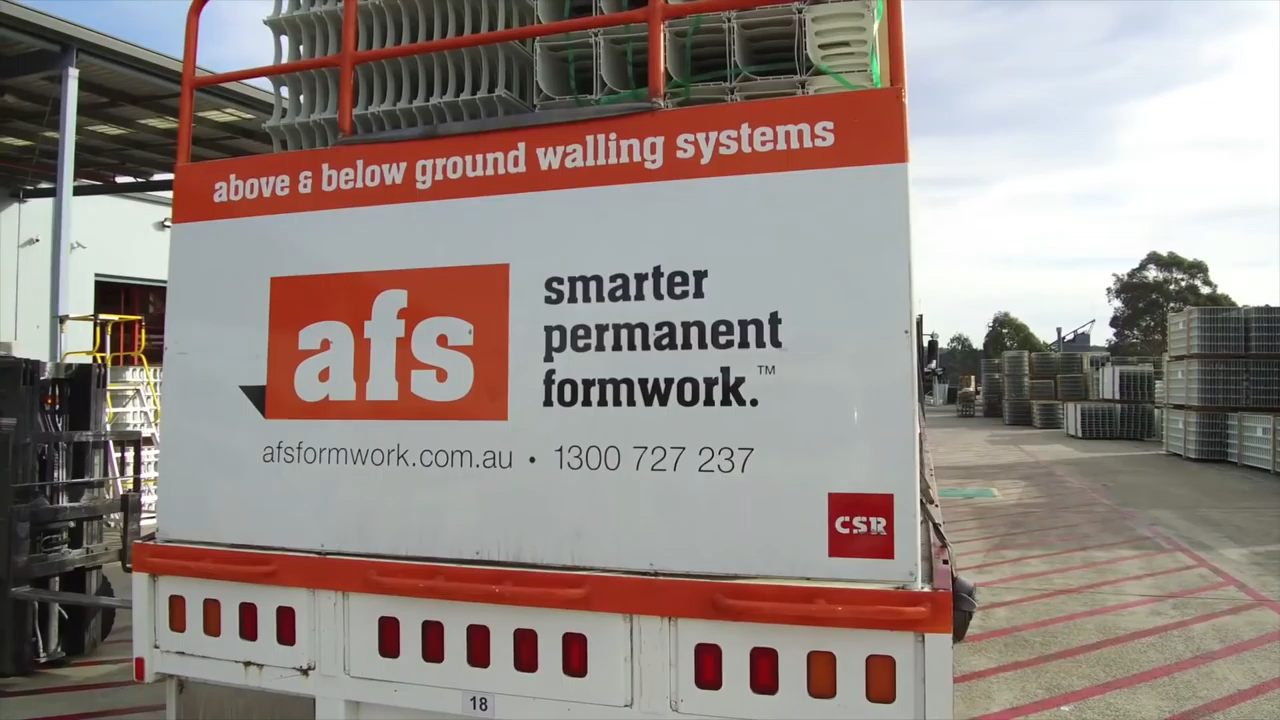 above & below ground walling systems
afs
smarter
permanent
formwork.™
afsformwork.com.au • 1300 727 237
CSR
18